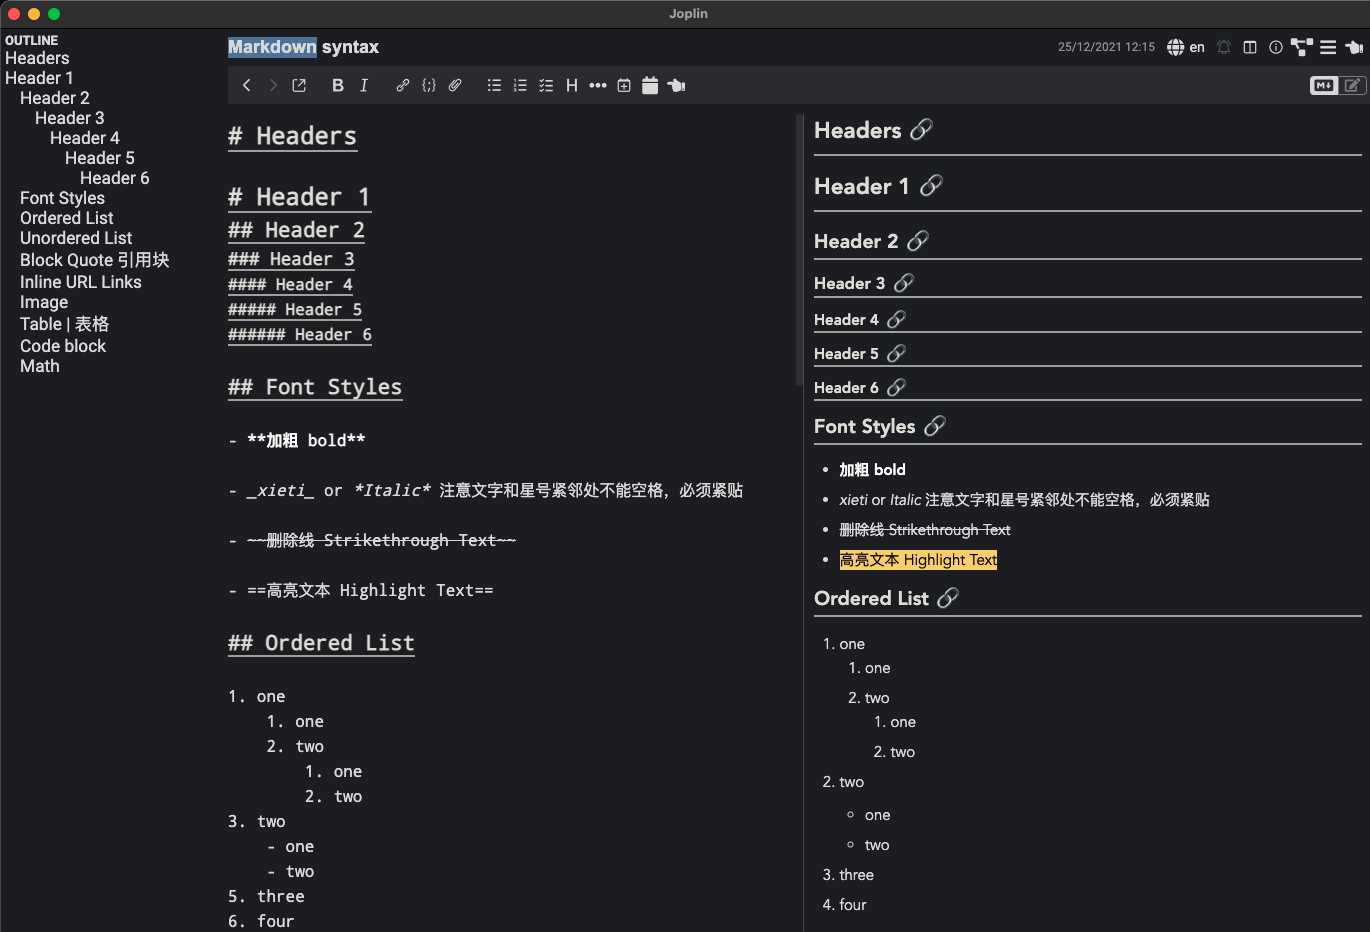 Joplin
OUTLINE
Headers
Header 1
Header 2
Header 3
Header 4
Header 5
Header 6
Font Styles
Ordered List
Unordered List
Block Quote 引用块
Inline URL Links
Image
Table | 表格
Code block
Math
Markdown syntax
25/12/2021 12:15
en
B I
{;}
H
M↓
# Headers
# Header 1
## Header 2
### Header 3
#### Header 4
##### Header 5
###### Header 6
## Font Styles
- **加粗 bold**
- _xieti_ or *Italic* 注意文字和星号紧邻处不能空格，必须紧贴
- ~~删除线 Strikethrough Text~~
- ==高亮文本 Highlight Text==
## Ordered List
1. one
1. one
2. two
1. one
2. two
3. two
- one
- two
5. three
6. four
Headers
Header 1
Header 2
Header 3
Header 4
Header 5
Header 6
Font Styles
• 加粗 bold
• xieti or Italic 注意文字和星号紧邻处不能空格，必须紧贴
• 删除线 Strikethrough Text
• 高亮文本 Highlight Text
Ordered List
1. one
1. one
2. two
1. one
2. two
2. two
◦ one
◦ two
3. three
4. four